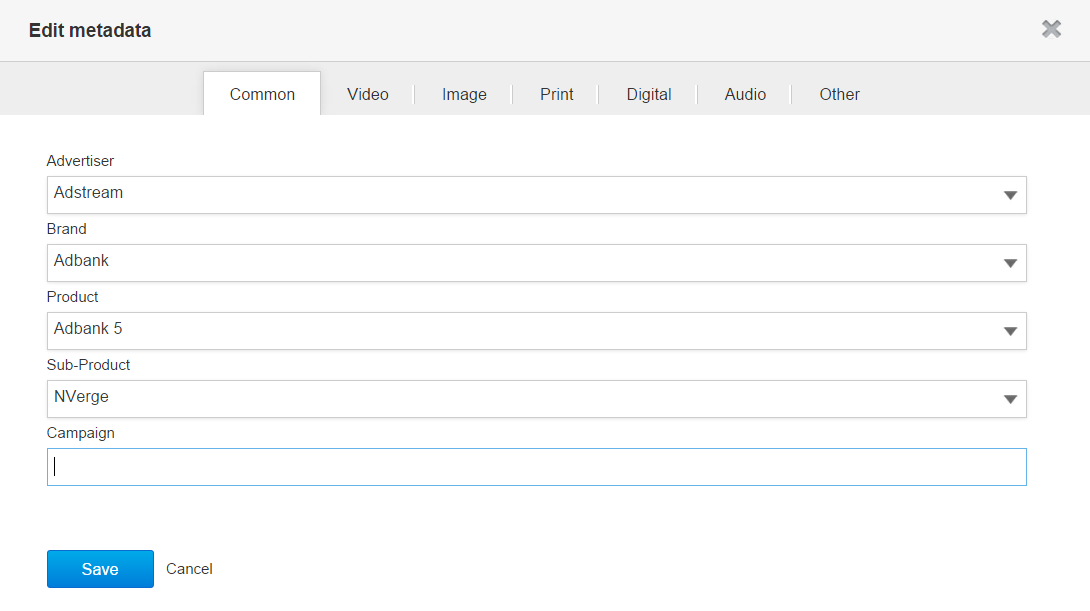 Edit metadata
Common Video Image Print Digital Audio Other
Advertiser
Adstream
Brand
Adbank
Product
Adbank 5
Sub-Product
NVerge
Campaign
Save Cancel